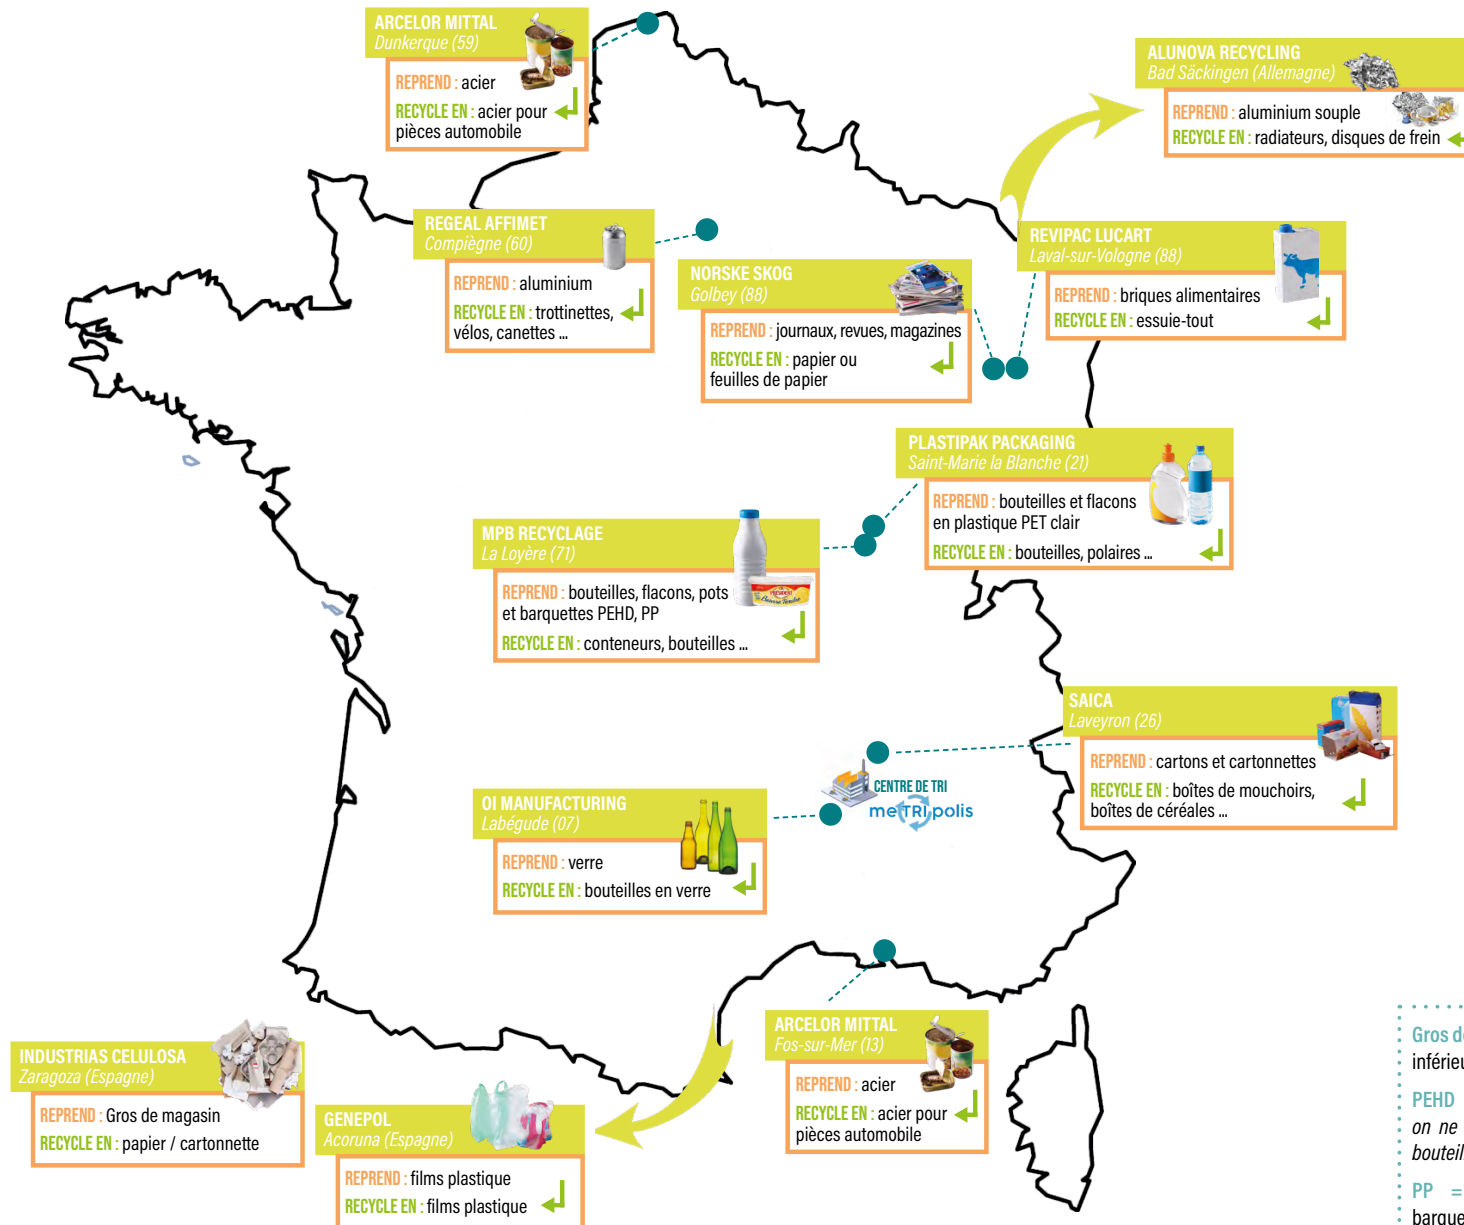 ARCELOR MITTAL
Dunkerque (59)
REPREND : acier
RECYCLE EN : acier pour
pièces automobile
ALUNOVA RECYCLING
Bad Säckingen (Allemagne)
REPREND : aluminium souple
RECYCLE EN : radiateurs, disques de frein
REGEAL AFFIMET
Compiègne (60)
REPREND : aluminium
RECYCLE EN : trottinettes,
vélos, canettes ...
NORSKE SKOG
Golbey (88)
REPREND : journaux, revues, magazines
RECYCLE EN : papier ou
feuilles de papier
REVIPAC LUCART
Laval-sur-Vologne (88)
REPREND : briques alimentaires
RECYCLE EN : essuie-tout
PLASTIPAK PACKAGING
Saint-Marie la Blanche (21)
REPREND : bouteilles et flacons
en plastique PET clair
RECYCLE EN : bouteilles, polaires ...
MPB RECYCLAGE
La Loyère (71)
PRÉSIDENT
REPREND : bouteilles, flacons, pots
et barquettes PEHD, PP
RECYCLE EN : conteneurs, bouteilles ...
SAICA
Laveyron (26)
REPREND : cartons et cartonnettes
RECYCLE EN : boîtes de mouchoirs,
boîtes de céréales ...
CENTRE DE TRI
meTRIpolis
OI MANUFACTURING
Labégude (07)
REPREND : verre
RECYCLE EN : bouteilles en verre
ARCELOR MITTAL
Fos-sur-Mer (13)
REPREND : acier
RECYCLE EN : acier pour
pièces automobile
INDUSTRIAS CELULOSA
Zaragoza (Espagne)
REPREND : Gros de magasin
RECYCLE EN : papier / cartonnette
GENEPOL
Acoruna (Espagne)
REPREND : films plastique
RECYCLE EN : films plastique
Gros de
inférieu
PEHD
on ne
bouteil
PP =
barque